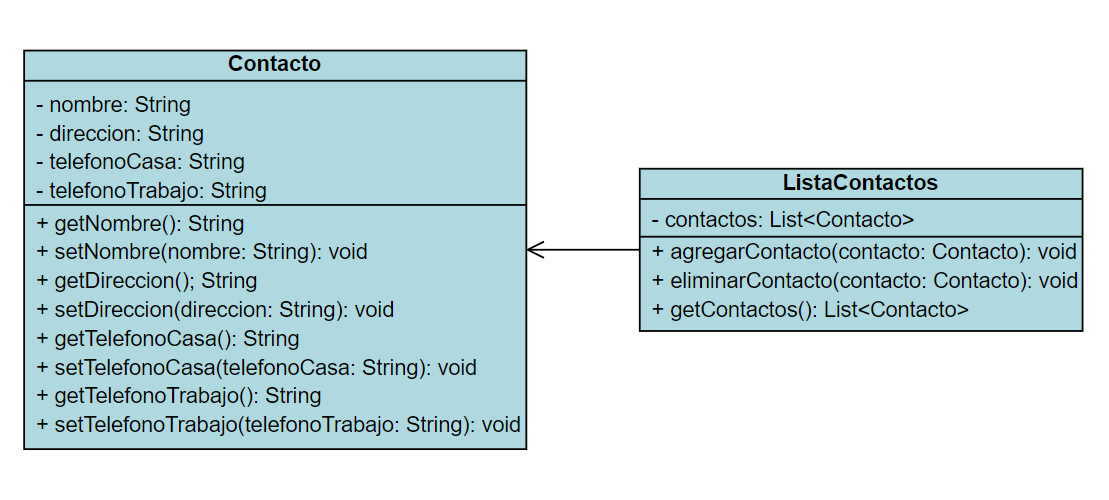 Contacto
- nombre: String
- direccion: String
- telefonoCasa: String
- telefonoTrabajo: String
+ getNombre(): String
+ setNombre(nombre: String): void
+ getDireccion(); String
+ setDireccion(direccion: String): void
+ getTelefonoCasa(): String
+ setTelefonoCasa(telefonoCasa: String): void
+ getTelefonoTrabajo(): String
+ setTelefonoTrabajo(telefonoTrabajo: String): void
ListaContactos
- contactos: List<Contacto>
+ agregarContacto(contacto: Contacto): void
+ eliminarContacto(contacto: Contacto): void
+ getContactos(): List<Contacto>